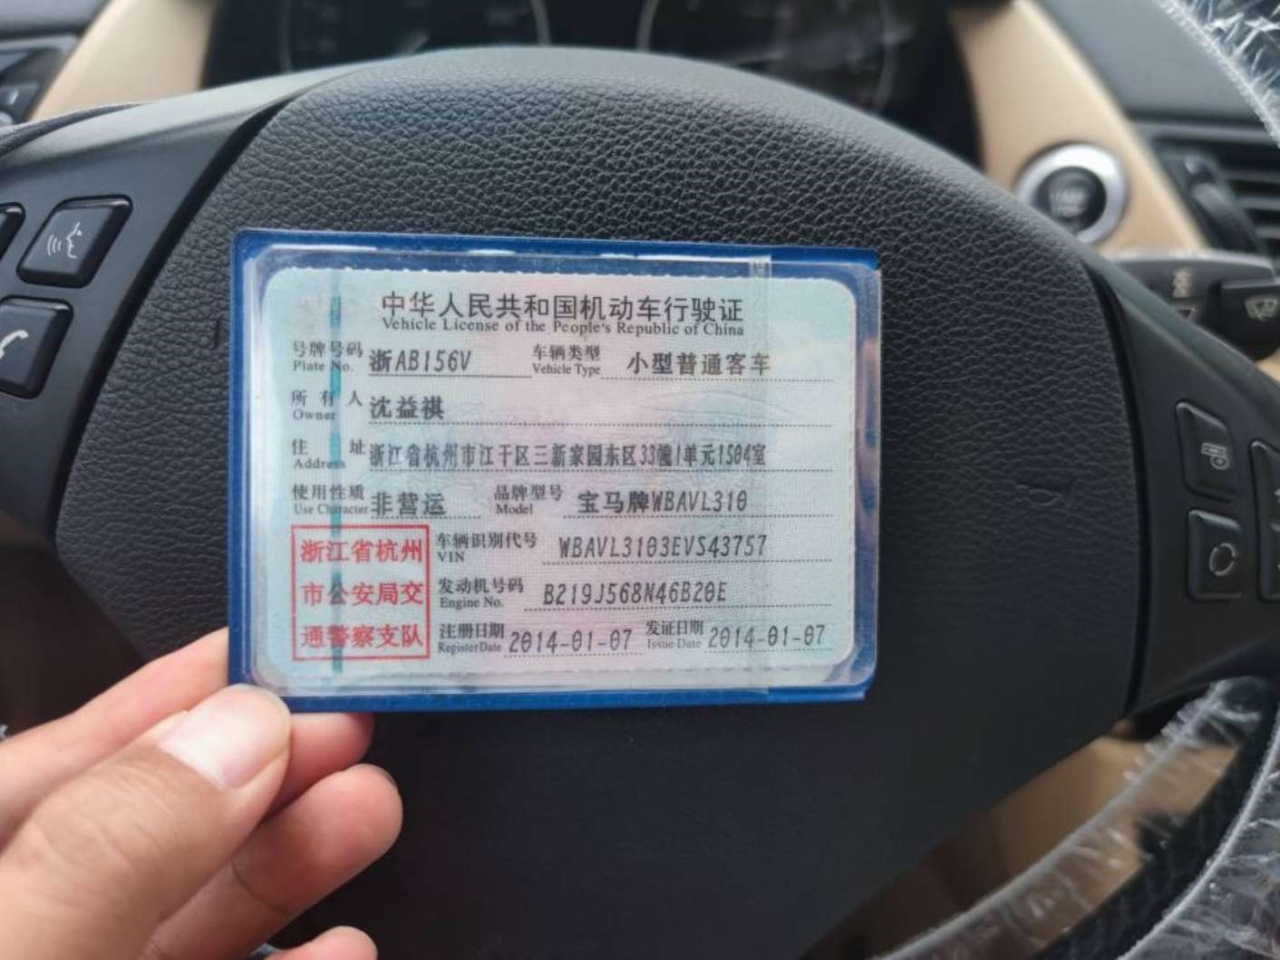 中华人民共和国机动车行驶证
Vehicle License of the People's Republic of China
号牌号码 浙AB156V 车辆类型 小型普通客车
Plate No. Vehicle Type
所有人 沈益祺
Owner
住址 浙江省杭州市江干区三新家园东区33幢1单元1504室
Address
使用性质 非营运 品牌型号 宝马牌WBAVL310
Use Character Model
浙江省杭州 车辆识别代号 WBAVL3103EVS43757
VIN
市公安局交 发动机号码 B219J568N46B20E
Engine No.
通警察支队 注册日期 2014-01-07 发证日期 2014-01-07
Register Date Issue Date